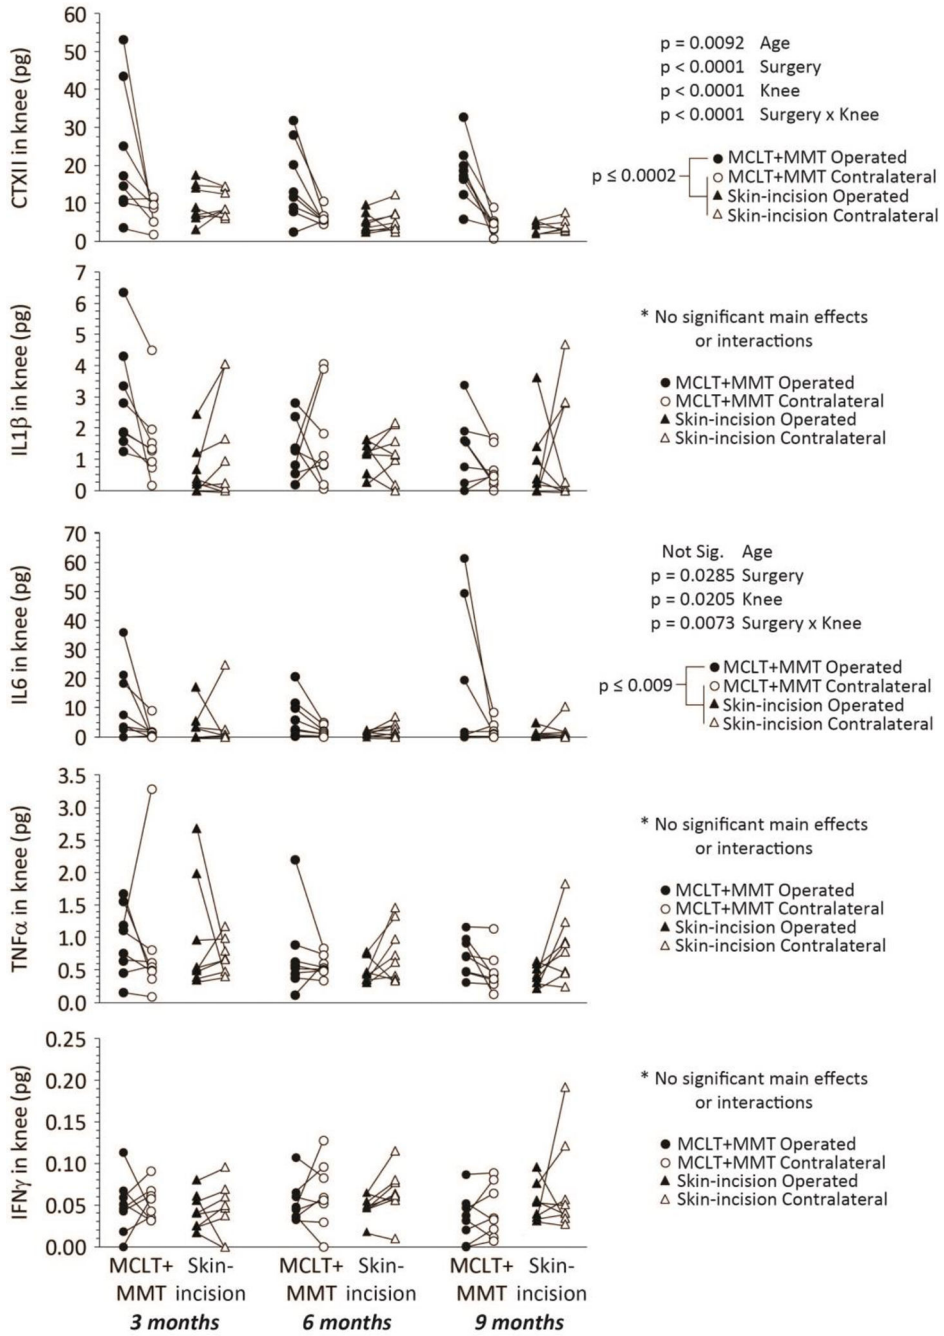 CTXII in knee (pg)
60
50
40
30
20
10
0
p = 0.0092 Age
p < 0.0001 Surgery
p < 0.0001 Knee
p < 0.0001 Surgery x Knee
p ≤ 0.0002
MCLT+MMT Operated
MCLT+MMT Contralateral
Skin-incision Operated
Skin-incision Contralateral
IL1β in knee (pg)
7
6
5
4
3
2
1
0
* No significant main effects
or interactions
MCLT+MMT Operated
MCLT+MMT Contralateral
Skin-incision Operated
Skin-incision Contralateral
IL6 in knee (pg)
70
60
50
40
30
20
10
0
Not Sig. Age
p = 0.0285 Surgery
p = 0.0205 Knee
p = 0.0073 Surgery x Knee
p ≤ 0.009
MCLT+MMT Operated
MCLT+MMT Contralateral
Skin-incision Operated
Skin-incision Contralateral
TNFα in knee (pg)
3.5
3.0
2.5
2.0
1.5
1.0
0.5
0.0
* No significant main effects
or interactions
MCLT+MMT Operated
MCLT+MMT Contralateral
Skin-incision Operated
Skin-incision Contralateral
IFNγ in knee (pg)
0.25
0.20
0.15
0.10
0.05
0.00
* No significant main effects
or interactions
MCLT+MMT Operated
MCLT+MMT Contralateral
Skin-incision Operated
Skin-incision Contralateral
MCLT+ Skin- MCLT+ Skin- MCLT+ Skin-
MMT incision MMT incision MMT incision
3 months 6 months 9 months